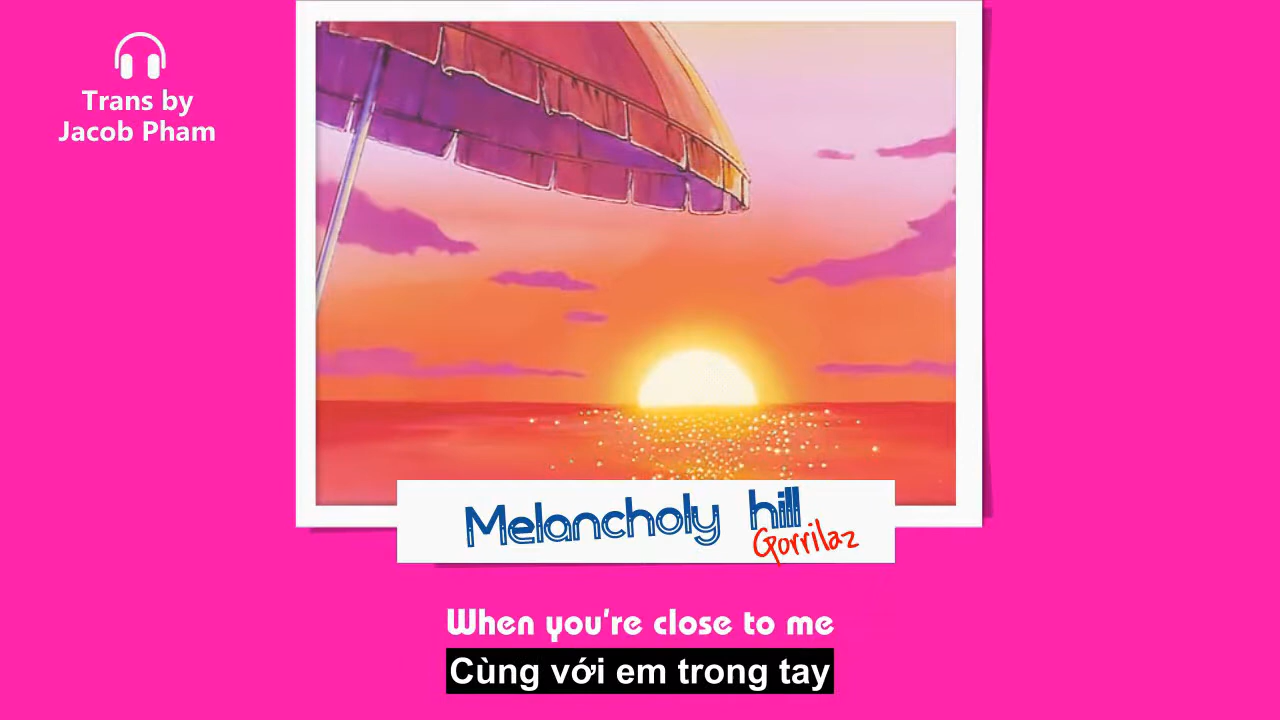 Trans by
Jacob Pham
Melancholy hill
Gorrilaz
When you're close to me
Cùng với em trong tay